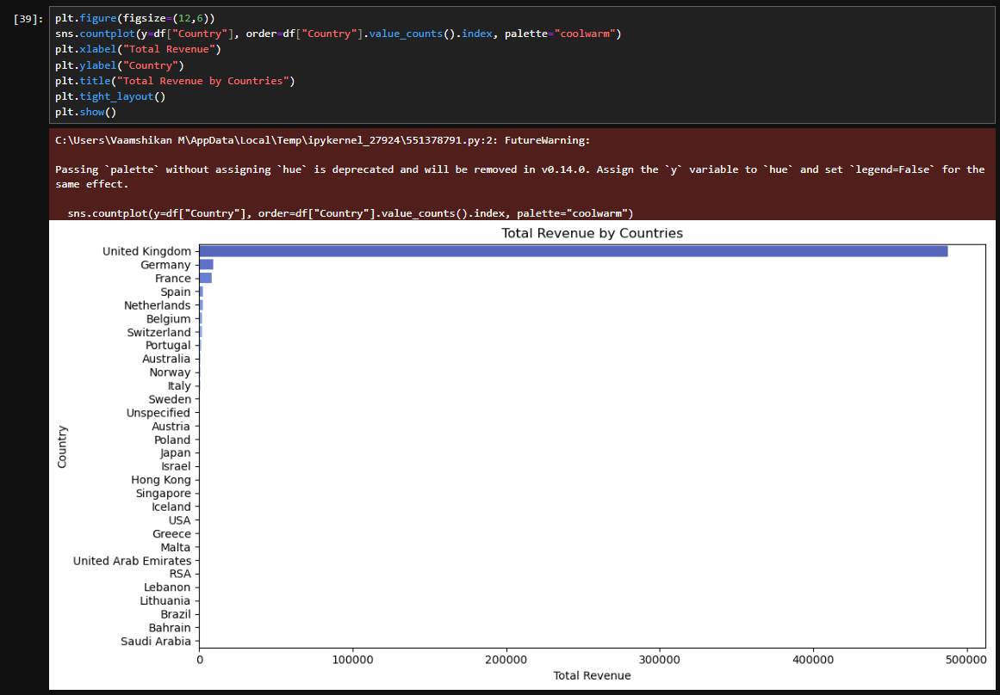 [39]:
plt.figure(figsize=(12,6))
sns.countplot(y=df["Country"], order=df["Country"].value_counts().index, palette="coolwarm")
plt.xlabel("Total Revenue")
plt.ylabel("Country")
plt.title("Total Revenue by Countries")
plt.tight_layout()
plt.show()
C:\Users\Vaamshikan M\AppData\Local\Temp\ipykernel_27924\551378791.py:2: FutureWarning:
Passing `palette` without assigning `hue` is deprecated and will be removed in v0.14.0. Assign the `y` variable to `hue` and set `legend=False` for the
same effect.
sns.countplot(y=df["Country"], order=df["Country"].value_counts().index, palette="coolwarm")
Total Revenue by Countries
United Kingdom
Germany
France
Spain
Netherlands
Belgium
Switzerland
Portugal
Australia
Norway
Italy
Sweden
Unspecified
Austria
Poland
Japan
Israel
Hong Kong
Singapore
Iceland
USA
Greece
Malta
United Arab Emirates
RSA
Lebanon
Lithuania
Brazil
Bahrain
Saudi Arabia
Country
0 100000 200000 300000 400000 500000
Total Revenue